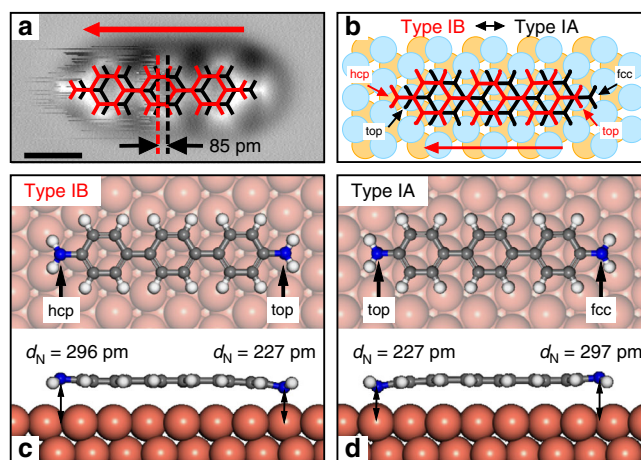 a
85 pm
b
Type IB ↔ Type IA
hcp
fcc
top
top
Type IB
hcp
top
d_N = 296 pm
d_N = 227 pm
c
Type IA
top
fcc
d_N = 227 pm
d_N = 297 pm
d